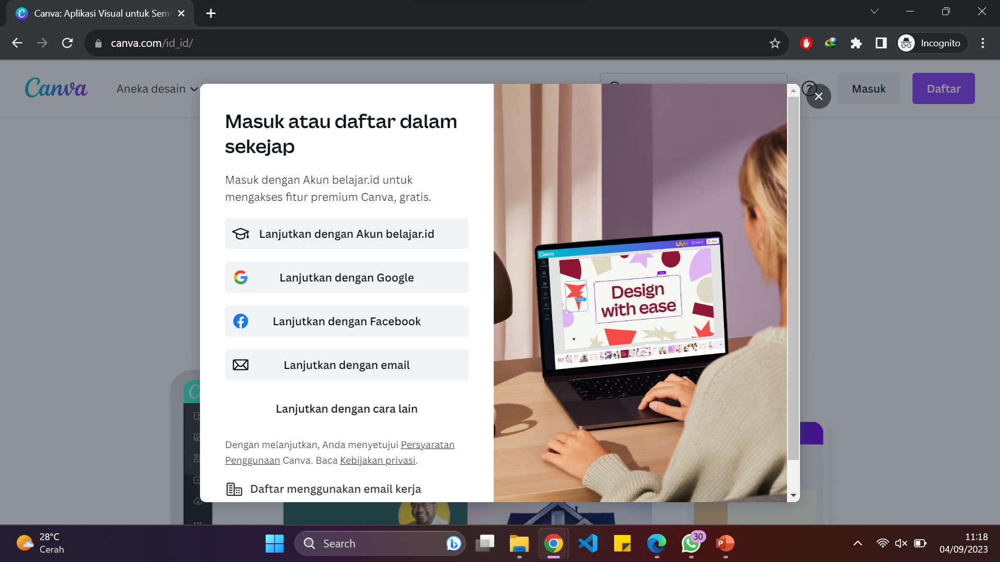 Canva: Aplikasi Visual untuk Sem
canva.com/id_id/
Incognito
Canva
Aneka desain
Masuk
Daftar
Masuk atau daftar dalam
sekejap
Masuk dengan Akun belajar.id untuk
mengakses fitur premium Canva, gratis.
Lanjutkan dengan Akun belajar.id
Lanjutkan dengan Google
Lanjutkan dengan Facebook
Lanjutkan dengan email
Lanjutkan dengan cara lain
Dengan melanjutkan, Anda menyetujui Persyaratan
Penggunaan Canva. Baca Kebijakan privasi.
Daftar menggunakan email kerja
Canva
Share
Design
with ease
28°C
Cerah
Search
30
11:18
04/09/2023